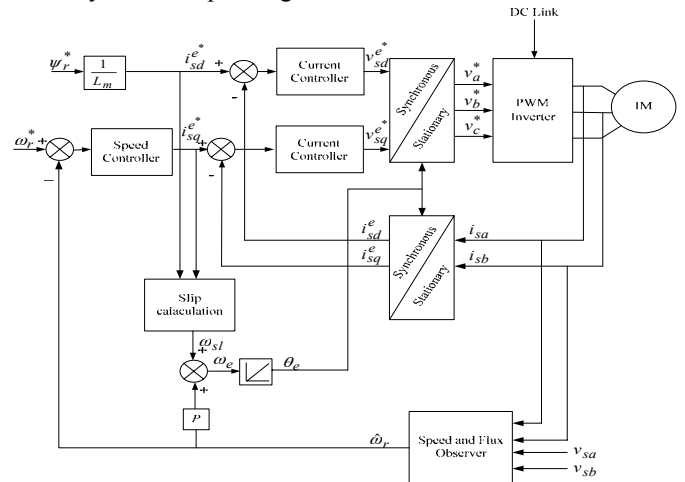 DC Link
ψ_r^*
1
L_m
i_sd^{e*}
+
-
Current
Controller
v_sd^{e*}
Synchronous
Stationary
v_a^*
v_b^*
v_c^*
PWM
Inverter
IM
ω_r^*
+
−
Speed
Controller
i_sq^{e*}
+
-
Current
Controller
v_sq^{e*}
i_sd^e
i_sq^e
Synchronous
Stationary
i_sa
i_sb
Slip
calaculation
ω_sl
+
ω_e
θ_e
+
P
ω̂_r
Speed and Flux
Observer
v_sa
v_sb